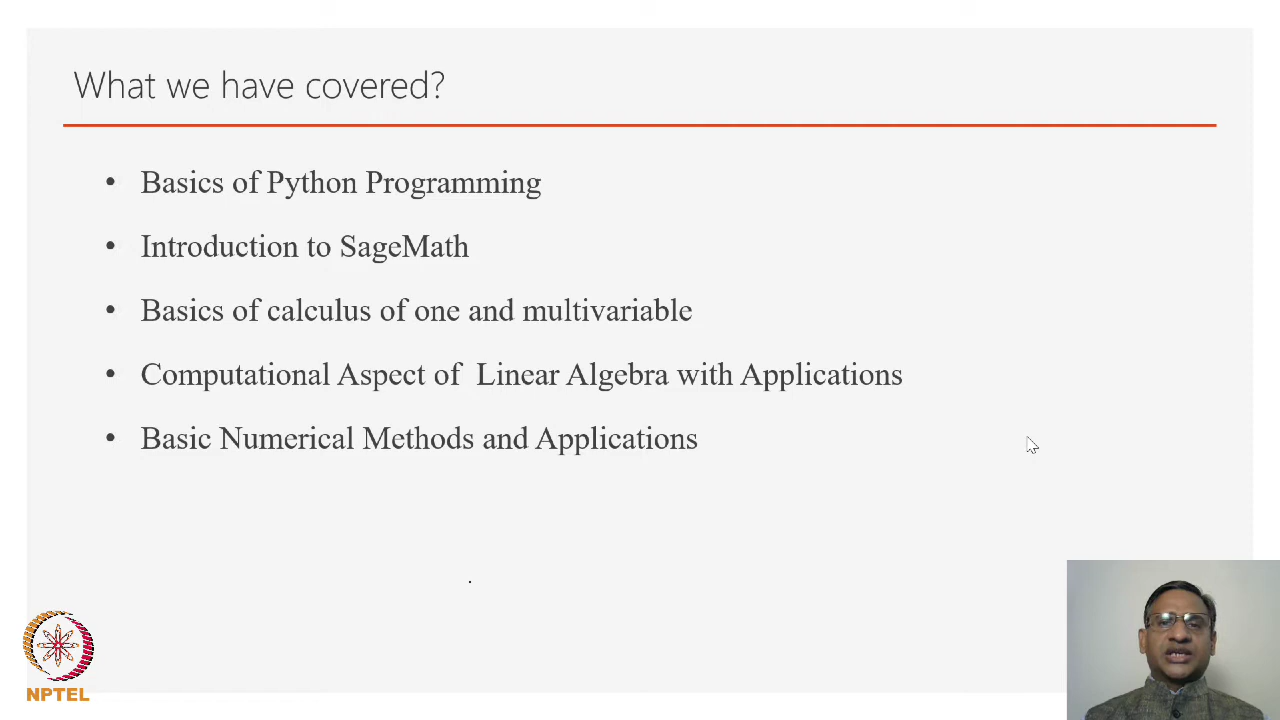 What we have covered?
• Basics of Python Programming
• Introduction to SageMath
• Basics of calculus of one and multivariable
• Computational Aspect of Linear Algebra with Applications
• Basic Numerical Methods and Applications
NPTEL